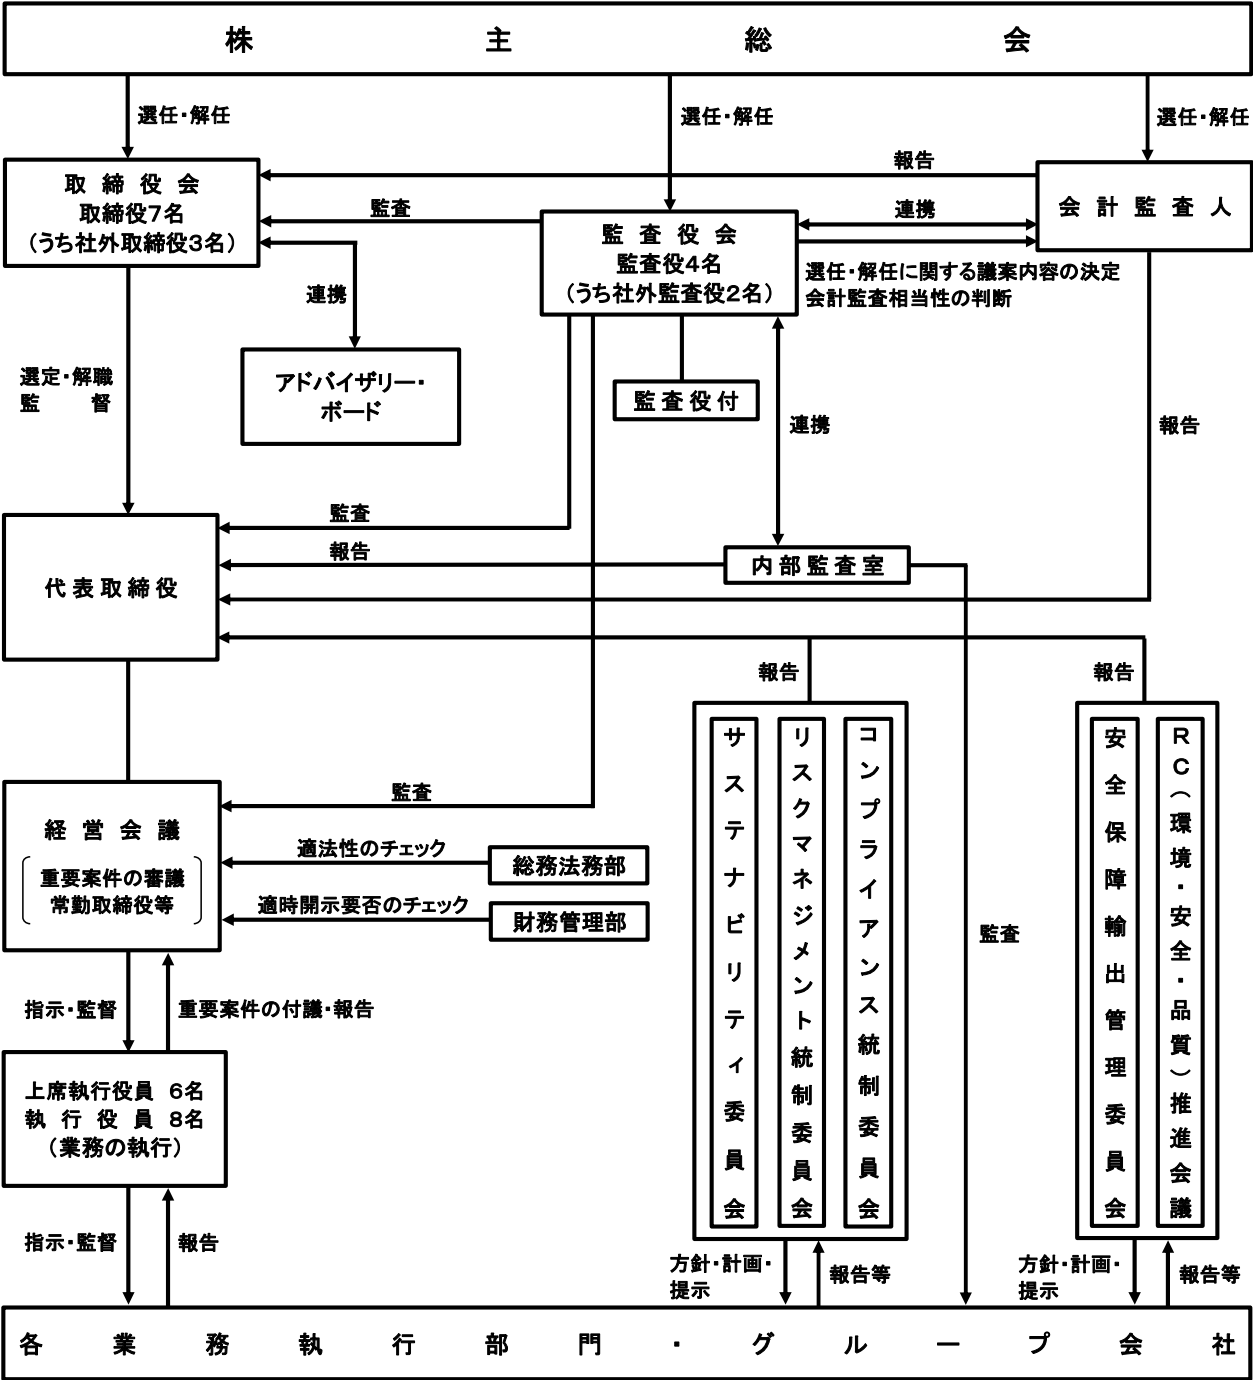 株主総会
選任・解任
選任・解任
選任・解任
取締役会
取締役7名
（うち社外取締役3名）
報告
監査
監査役会
監査役4名
（うち社外監査役2名）
連携
会計監査人
選任・解任に関する議案内容の決定
会計監査相当性の判断
連携
アドバイザリー・
ボード
監査役付
選定・解職
監督
連携
報告
監査
報告
内部監査室
代表取締役
報告
報告
サステナビリティ委員会
リスクマネジメント統制委員会
コンプライアンス統制委員会
安全保障輸出管理委員会
RC（環境・安全・品質）推進会議
監査
経営会議
重要案件の審議
常勤取締役等
適法性のチェック
総務法務部
適時開示要否のチェック
財務管理部
監査
指示・監督
重要案件の付議・報告
上席執行役員 6名
執行役員 8名
（業務の執行）
指示・監督
報告
方針・計画・
提示
報告等
方針・計画・
提示
報告等
各業務執行部門・グループ会社